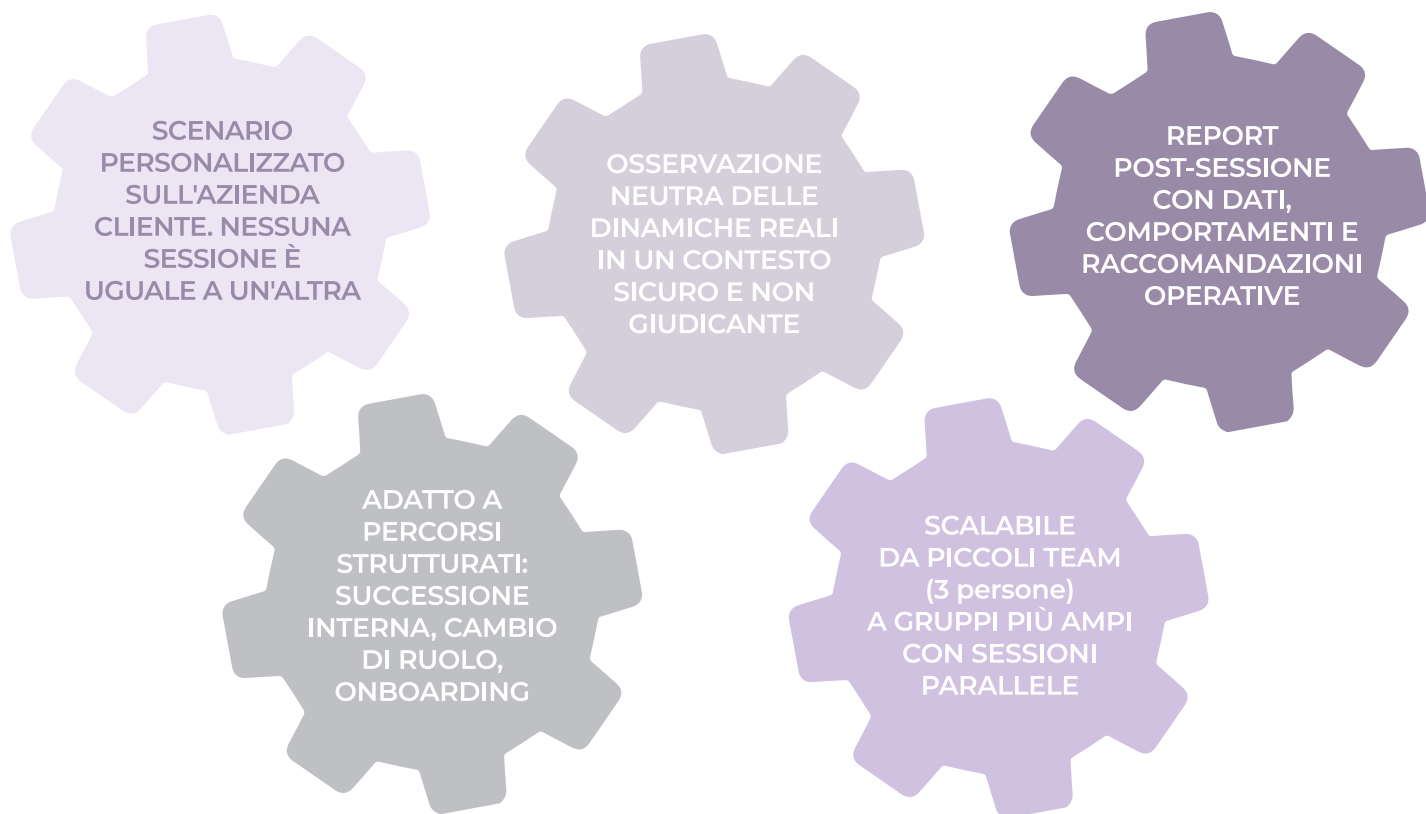 SCENARIO
PERSONALIZZATO
SULL'AZIENDA
CLIENTE. NESSUNA
SESSIONE È
UGUALE A UN'ALTRA
OSSERVAZIONE
NEUTRA DELLE
DINAMICHE REALI
IN UN CONTESTO
SICURO E NON
GIUDICANTE
REPORT
POST-SESSIONE
CON DATI,
COMPORTAMENTI E
RACCOMANDAZIONI
OPERATIVE
ADATTO A
PERCORSI
STRUTTURATI:
SUCCESSIONE
INTERNA, CAMBIO
DI RUOLO,
ONBOARDING
SCALABILE
DA PICCOLI TEAM
(3 persone)
A GRUPPI PIÙ AMPI
CON SESSIONI
PARALLELE